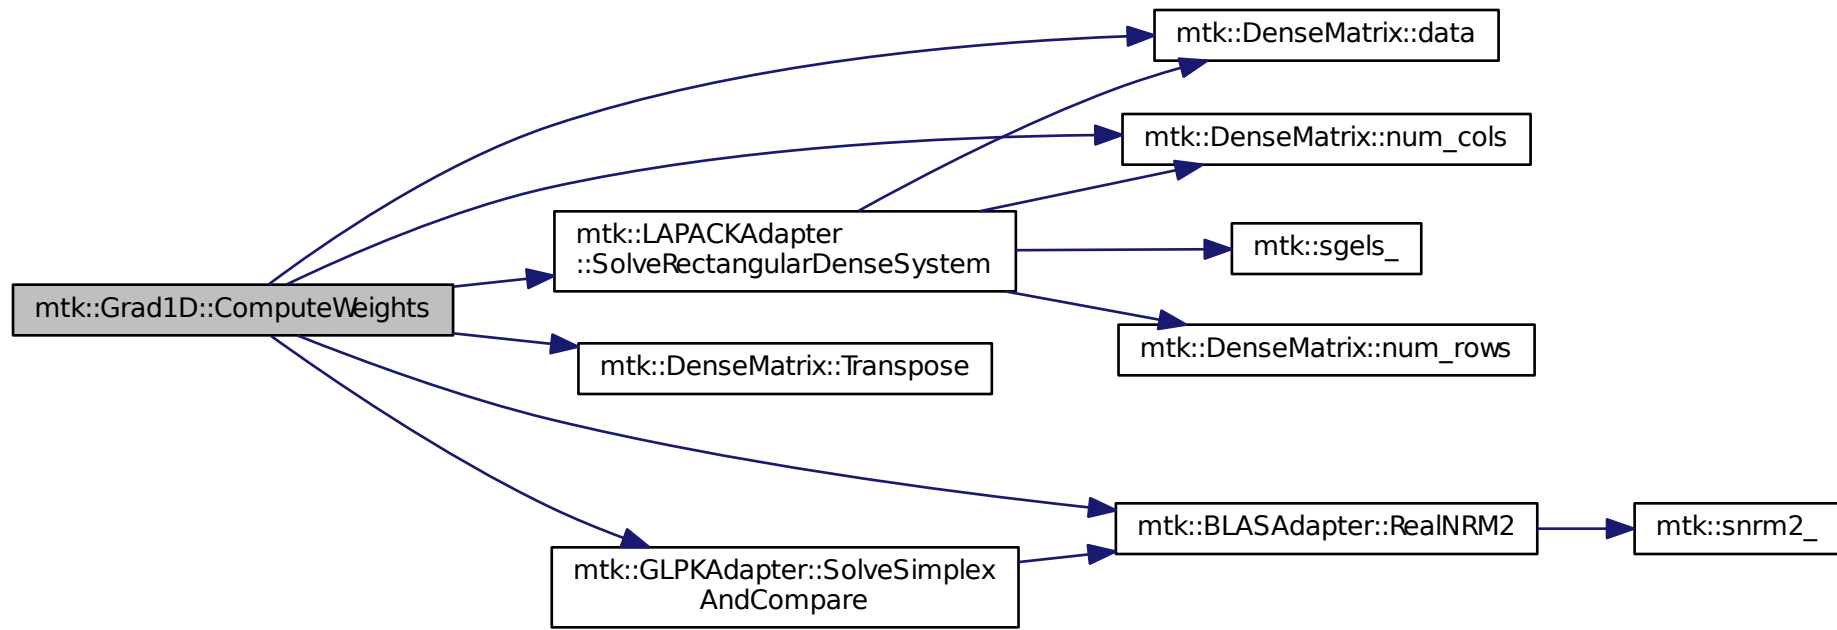 mtk::DenseMatrix::data
mtk::DenseMatrix::num_cols
mtk::LAPACKAdapter
::SolveRectangularDenseSystem
mtk::sgels_
mtk::Grad1D::ComputeWeights
mtk::DenseMatrix::num_rows
mtk::DenseMatrix::Transpose
mtk::BLASAdapter::RealNRM2
mtk::snrm2_
mtk::GLPKAdapter::SolveSimplex
AndCompare